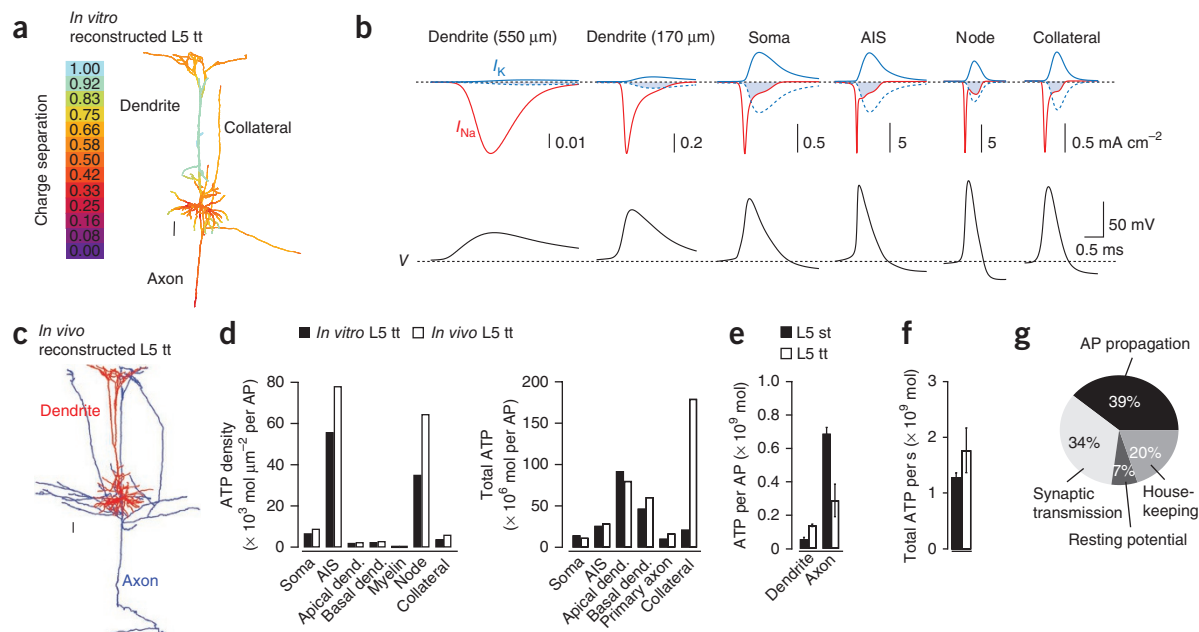 a
In vitro
reconstructed L5 tt
1.00
0.92
0.83
0.75
0.66
0.58
0.50
0.42
0.33
0.25
0.16
0.08
0.00
Charge separation
Dendrite
Collateral
Axon
b
Dendrite (550 μm)
Dendrite (170 μm)
Soma
AIS
Node
Collateral
I_K
I_Na
0.01
0.2
0.5
5
5
0.5 mA cm⁻²
V
50 mV
0.5 ms
c
In vivo
reconstructed L5 tt
Dendrite
Axon
d
In vitro L5 tt
In vivo L5 tt
ATP density
(× 10³ mol μm⁻² per AP)
80
60
40
20
0
Soma
AIS
Apical dend.
Basal dend.
Myelin
Node
Collateral
Total ATP
(× 10⁶ mol per AP)
200
150
100
50
0
Soma
AIS
Apical dend.
Basal dend.
Primary axon
Collateral
e
L5 st
L5 tt
ATP per AP (× 10⁹ mol)
1.0
0.8
0.6
0.4
0.2
0
Dendrite
Axon
f
Total ATP per s (× 10⁹ mol)
3
2
1
0
g
AP propagation
39%
34%
20%
7%
Synaptic
transmission
House-
keeping
Resting potential